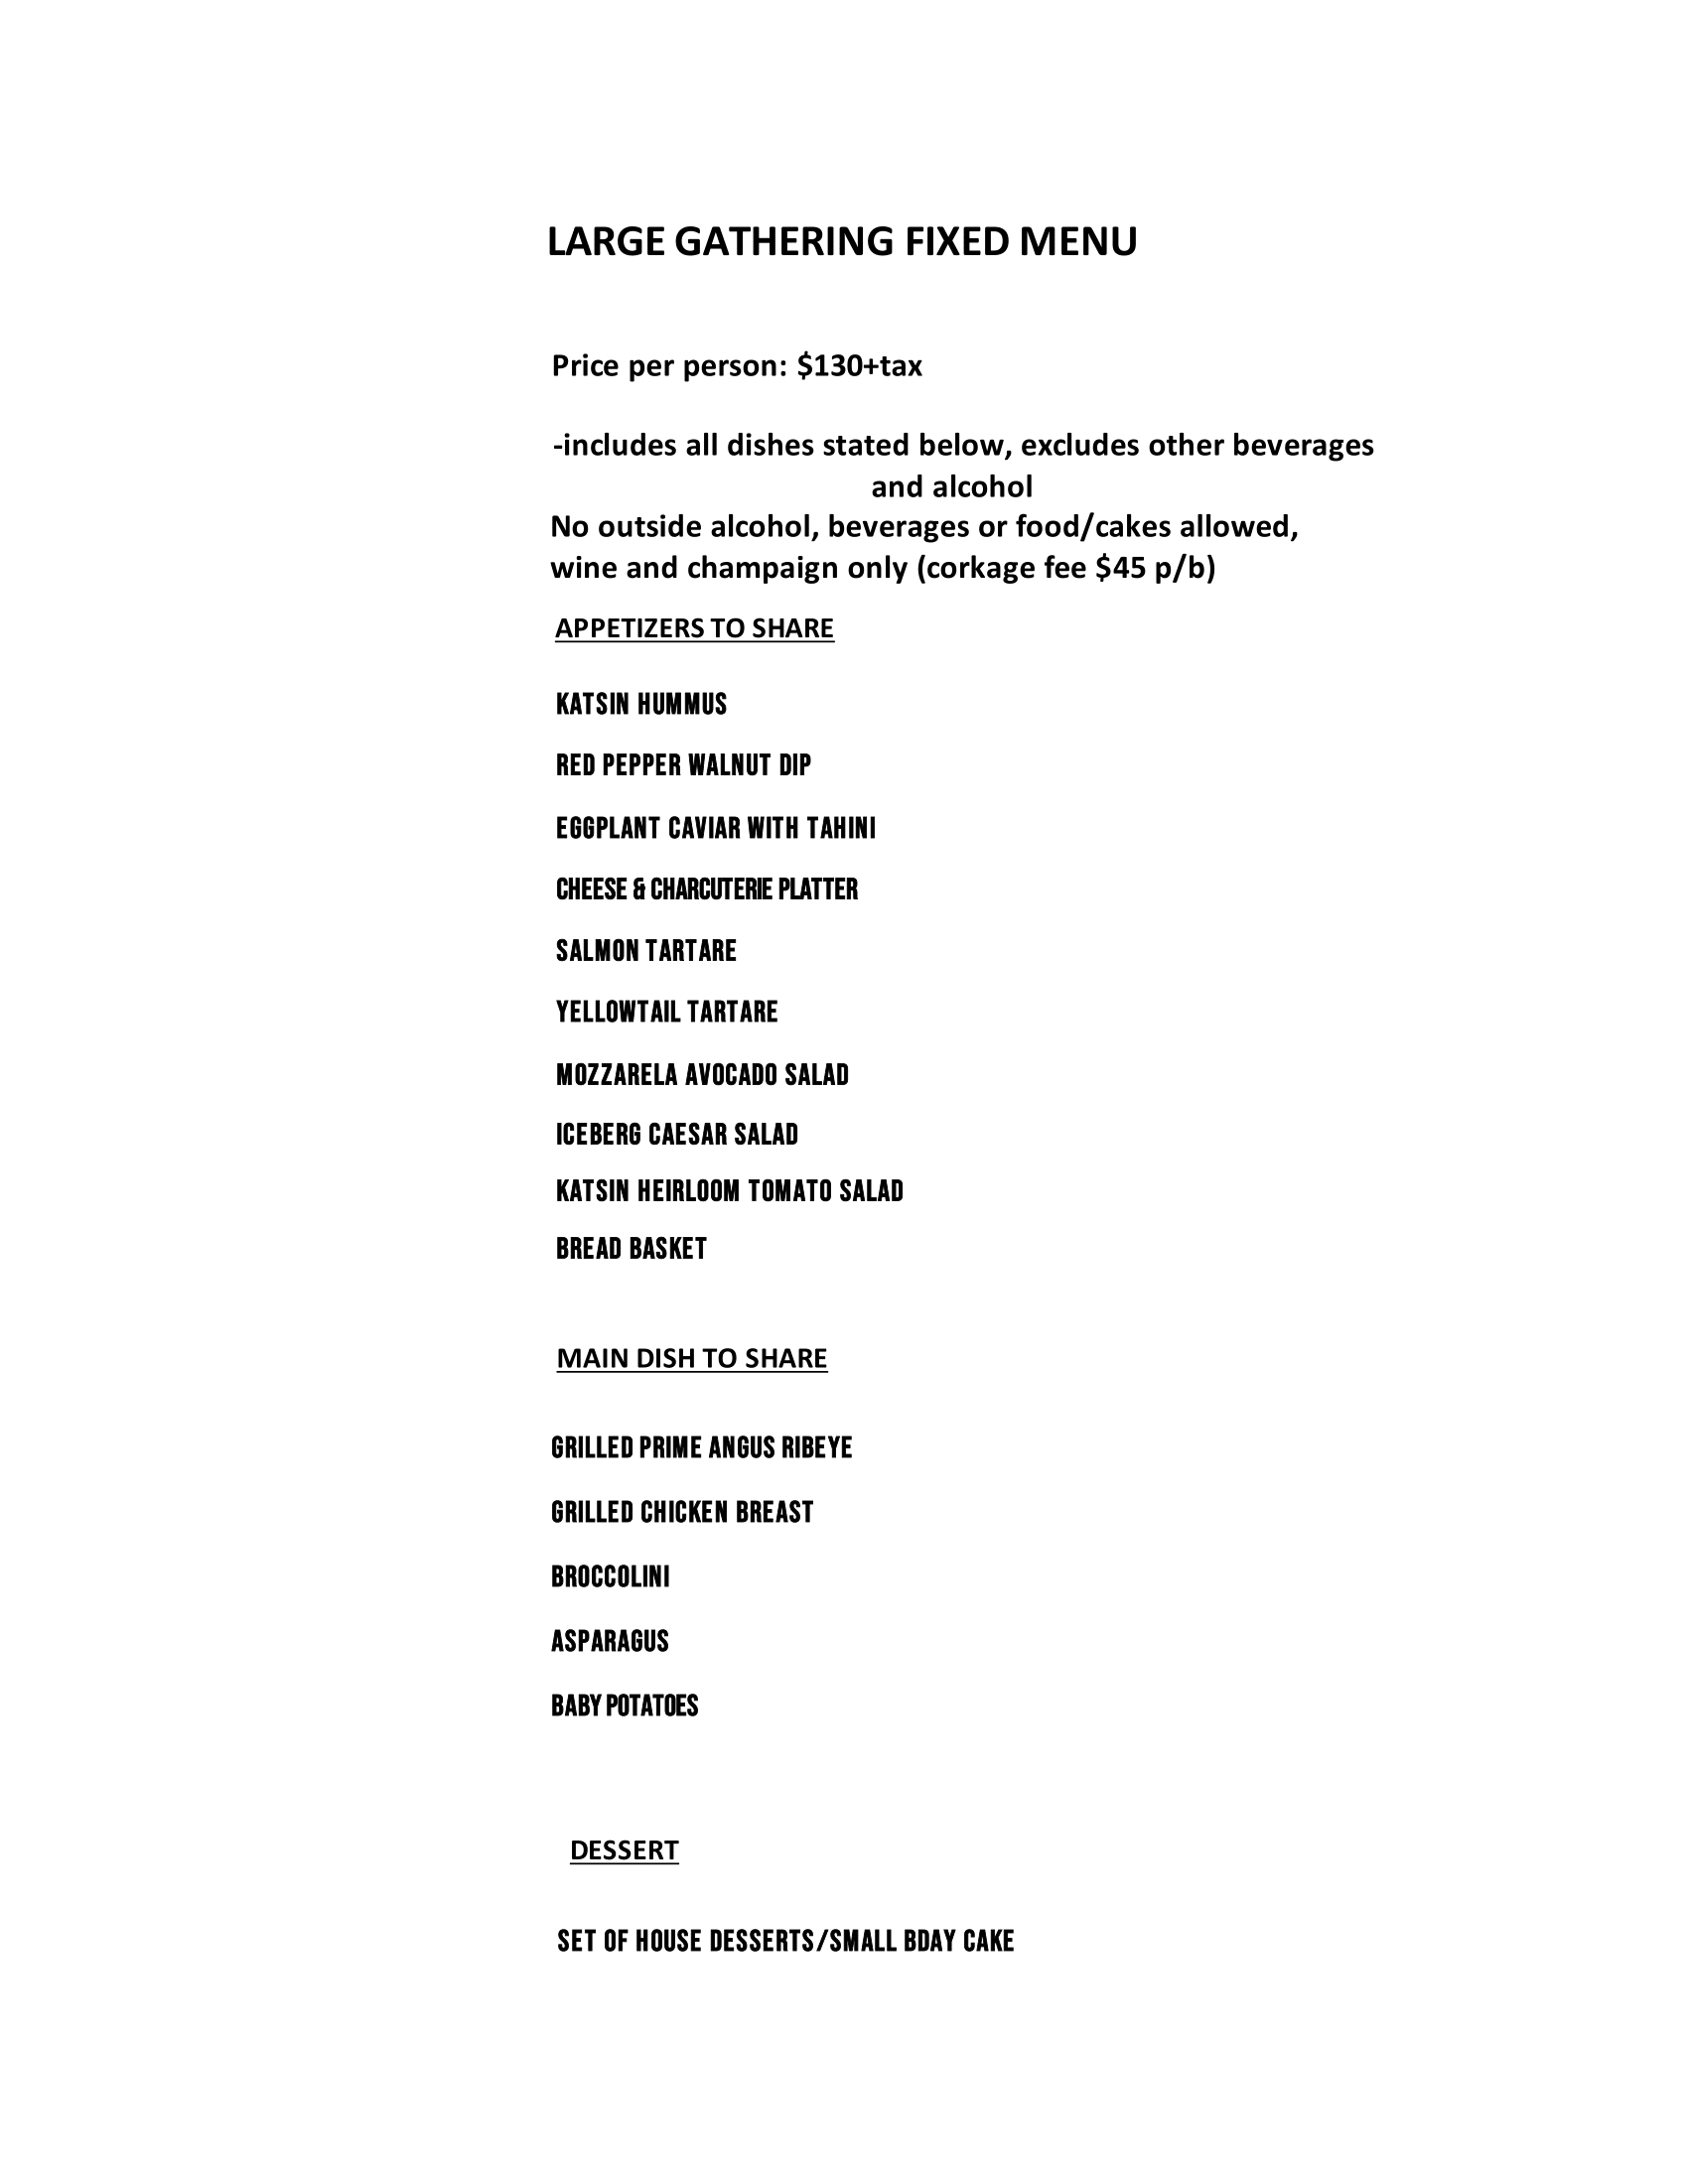 LARGE GATHERING FIXED MENU
Price per person: $130+tax
-includes all dishes stated below, excludes other beverages
and alcohol
No outside alcohol, beverages or food/cakes allowed,
wine and champaign only (corkage fee $45 p/b)
APPETIZERS TO SHARE
KATSIN HUMMUS
RED PEPPER WALNUT DIP
EGGPLANT CAVIAR WITH TAHINI
CHEESE & CHARCUTERIE PLATTER
SALMON TARTARE
YELLOWTAIL TARTARE
MOZZARELA AVOCADO SALAD
ICEBERG CAESAR SALAD
KATSIN HEIRLOOM TOMATO SALAD
BREAD BASKET
MAIN DISH TO SHARE
GRILLED PRIME ANGUS RIBEYE
GRILLED CHICKEN BREAST
BROCCOLINI
ASPARAGUS
BABY POTATOES
DESSERT
SET OF HOUSE DESSERTS/SMALL BDAY CAKE